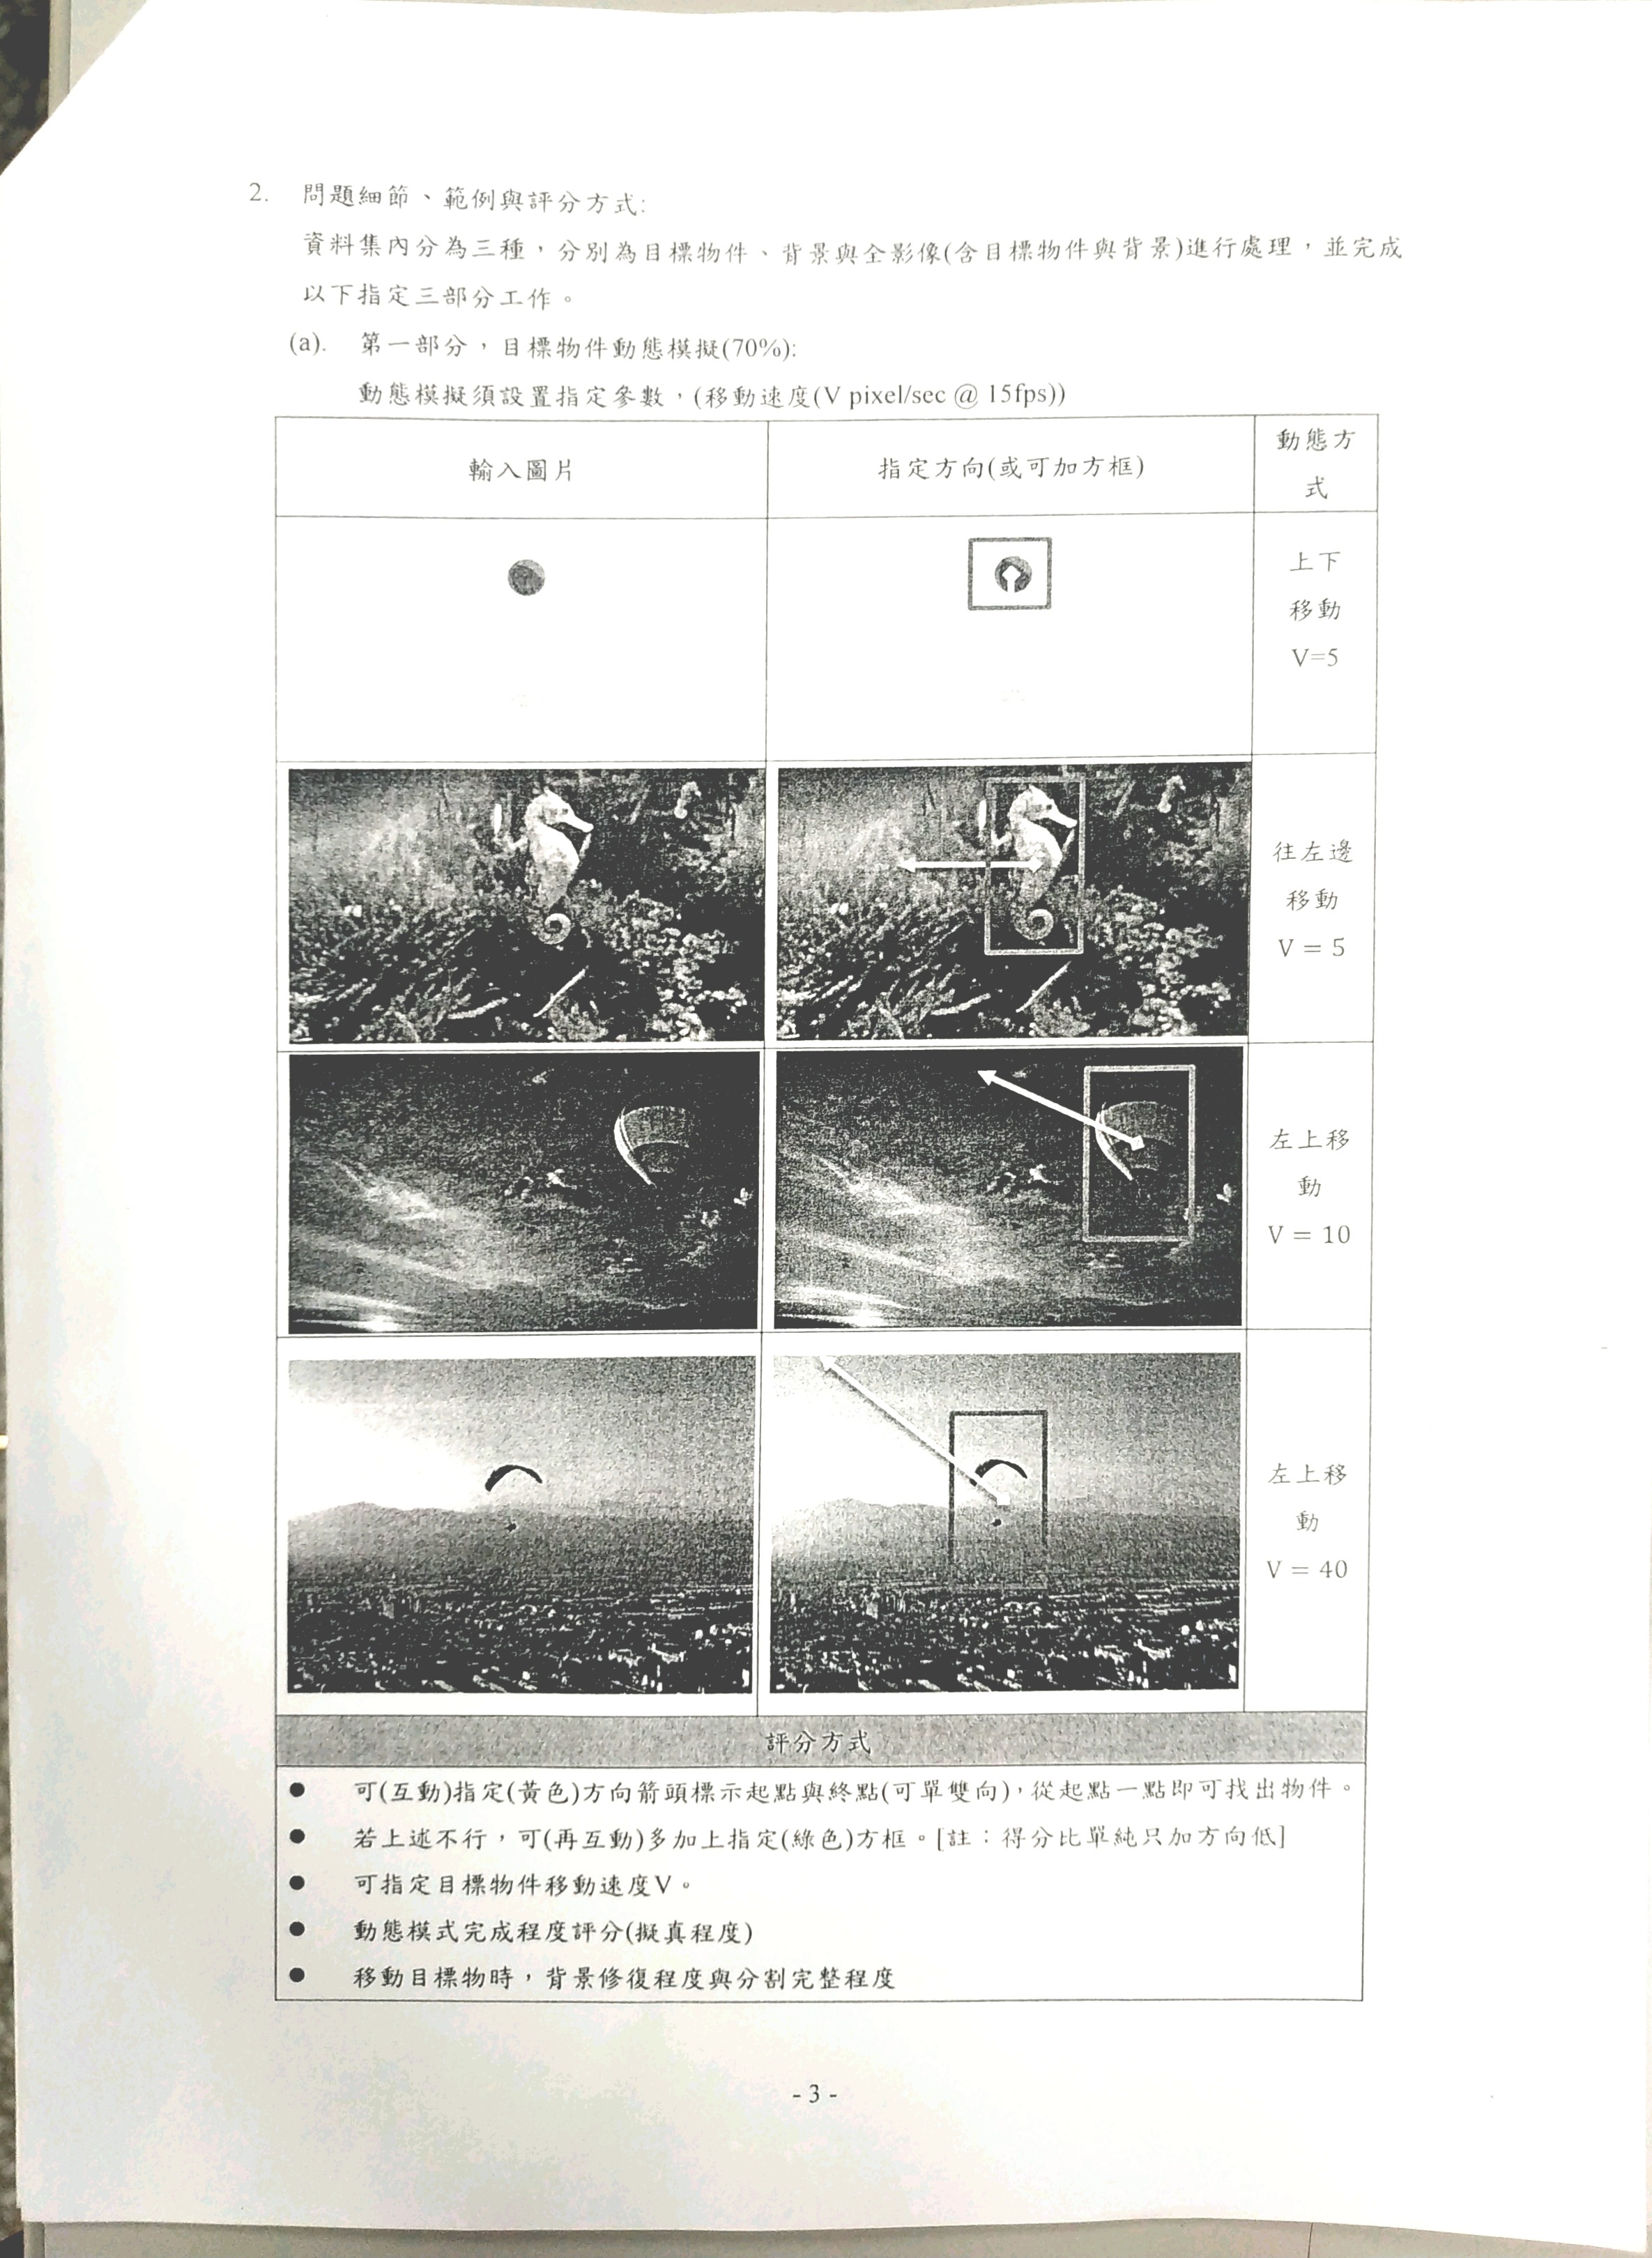 2. 問題細節、範例與評分方式:
資料集內分為三種，分別為目標物件、背景與全影像(含目標物件與背景)進行處理，並完成
以下指定三部分工作。
(a). 第一部分，目標物件動態模擬(70%):
動態模擬須設置指定參數，(移動速度(V pixel/sec @ 15fps))
輸入圖片
指定方向(或可加方框)
動態方
式
上下
移動
V=5
往左邊
移動
V = 5
左上移
動
V = 10
左上移
動
V = 40
評分方式
● 可(互動)指定(黃色)方向箭頭標示起點與終點(可單雙向)，從起點一點即可找出物件。
● 若上述不行，可(再互動)多加上指定(綠色)方框。[註：得分比單純只加方向低]
● 可指定目標物件移動速度V。
● 動態模式完成程度評分(擬真程度)
● 移動目標物時，背景修復程度與分割完整程度
- 3 -